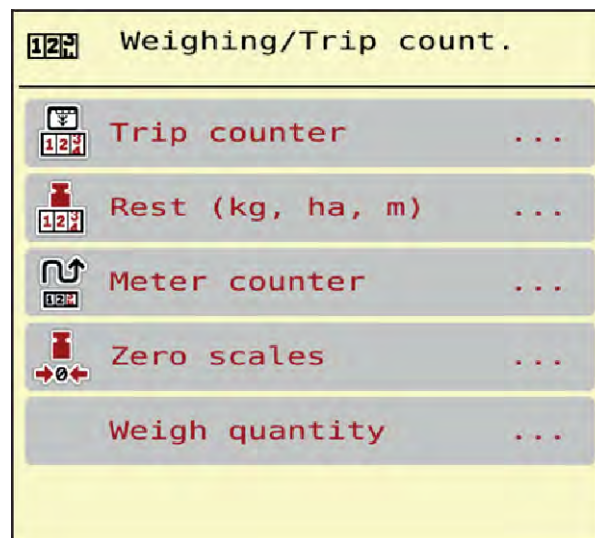 Weighing/Trip count.
Trip counter ...
Rest (kg, ha, m) ...
Meter counter ...
Zero scales ...
Weigh quantity ...